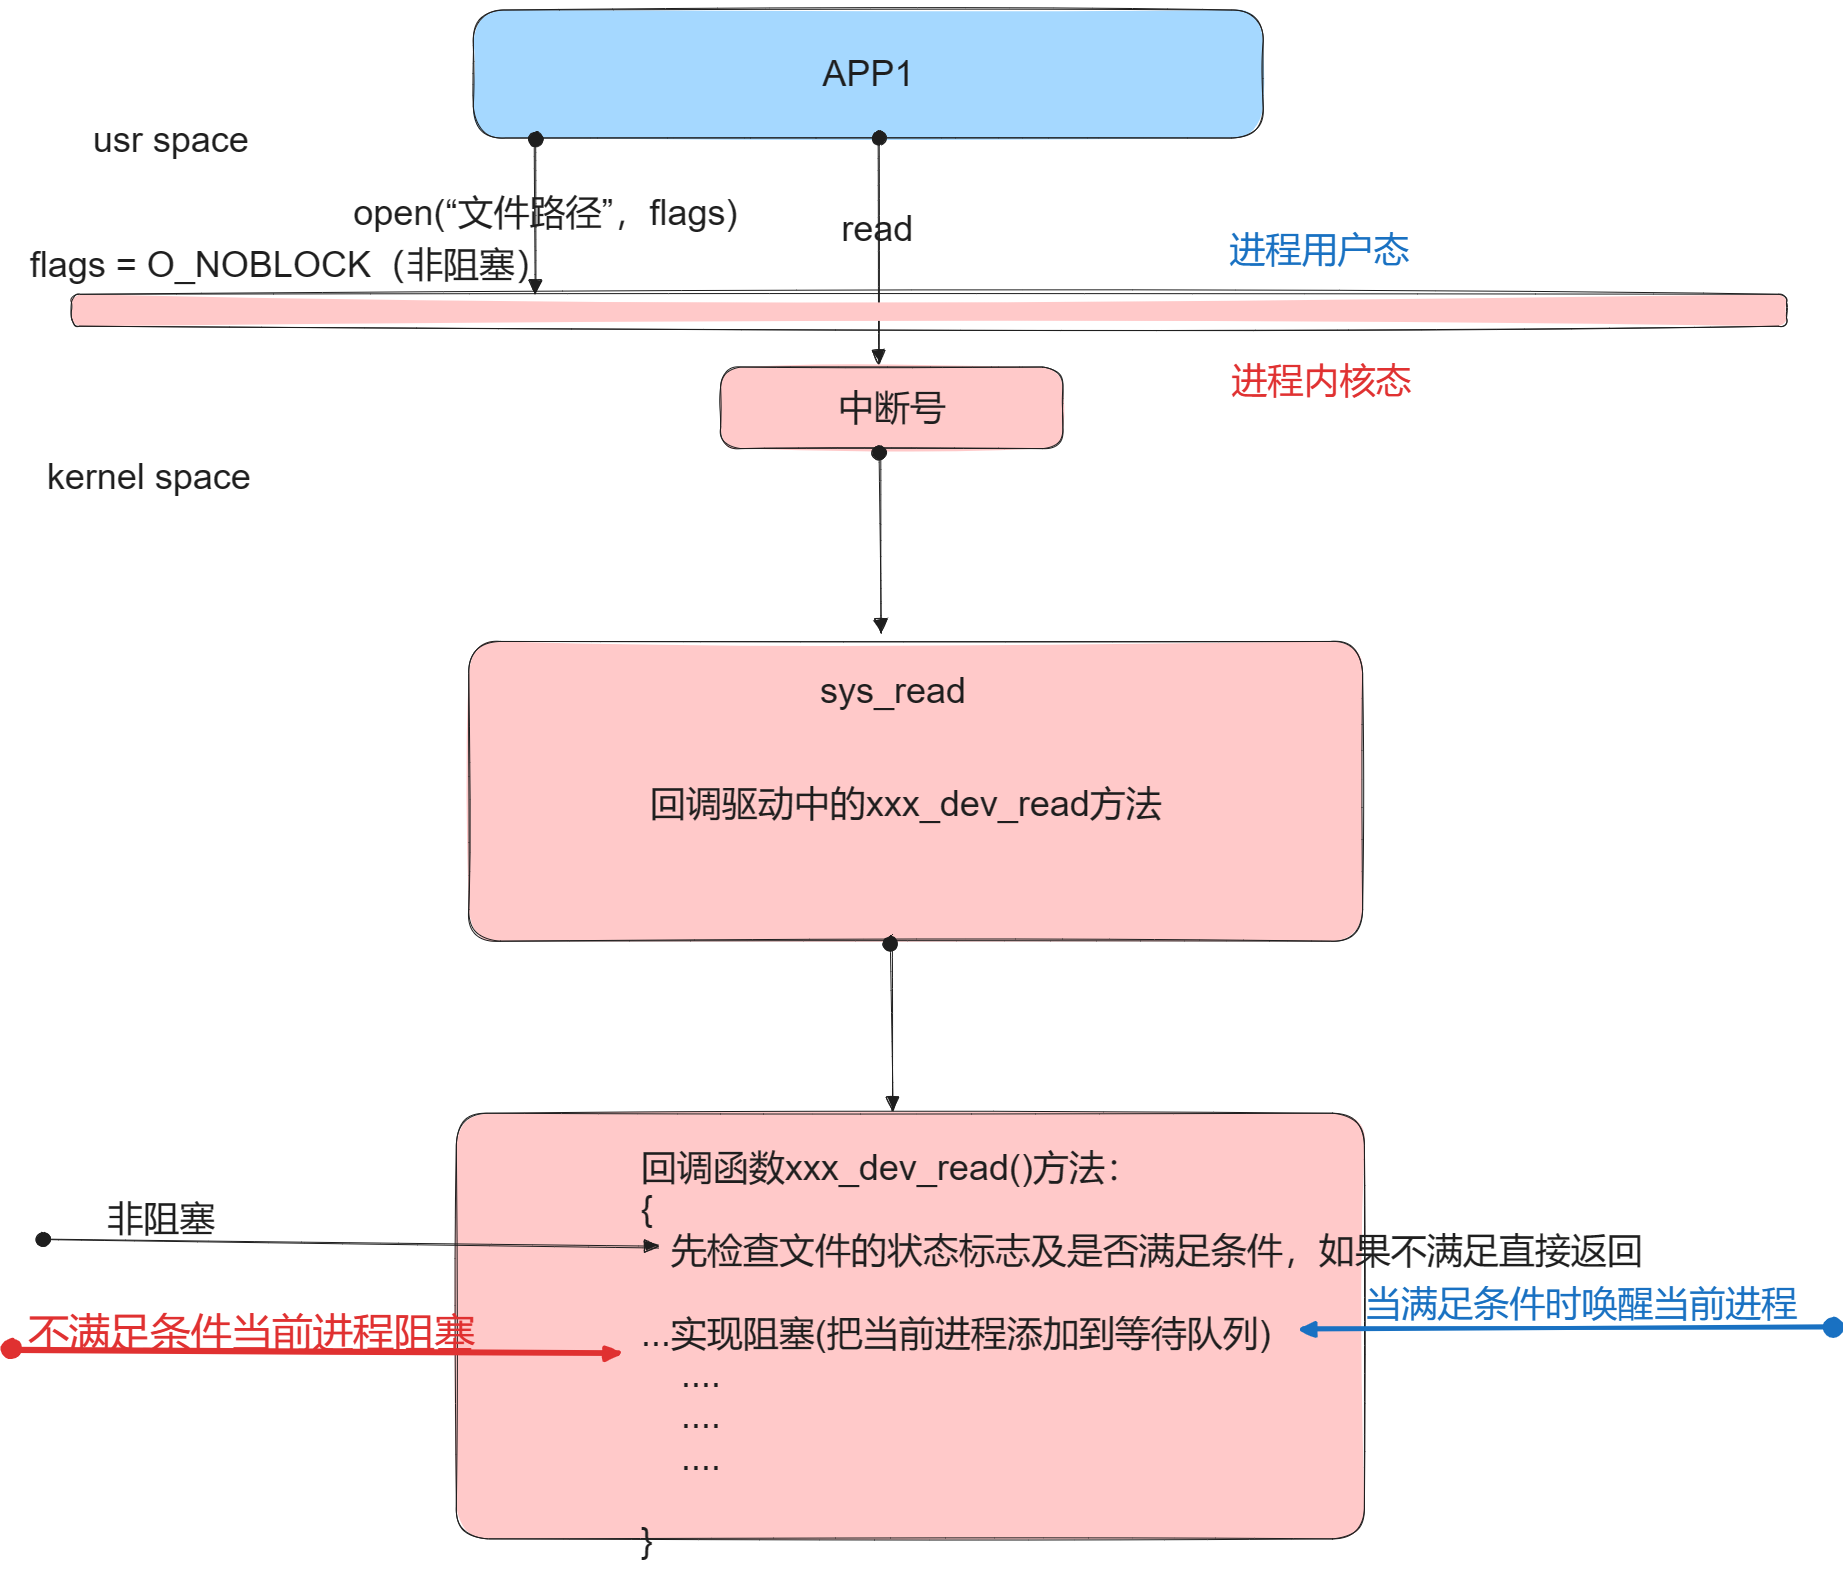 APP1
usr space
open(“文件路径”，flags)
read
flags = O_NOBLOCK（非阻塞）
进程用户态
进程内核态
中断号
kernel space
sys_read
回调驱动中的xxx_dev_read方法
回调函数xxx_dev_read()方法：
{
非阻塞
先检查文件的状态标志及是否满足条件，如果不满足直接返回
当满足条件时唤醒当前进程
不满足条件当前进程阻塞
...实现阻塞(把当前进程添加到等待队列)
....
....
....
}